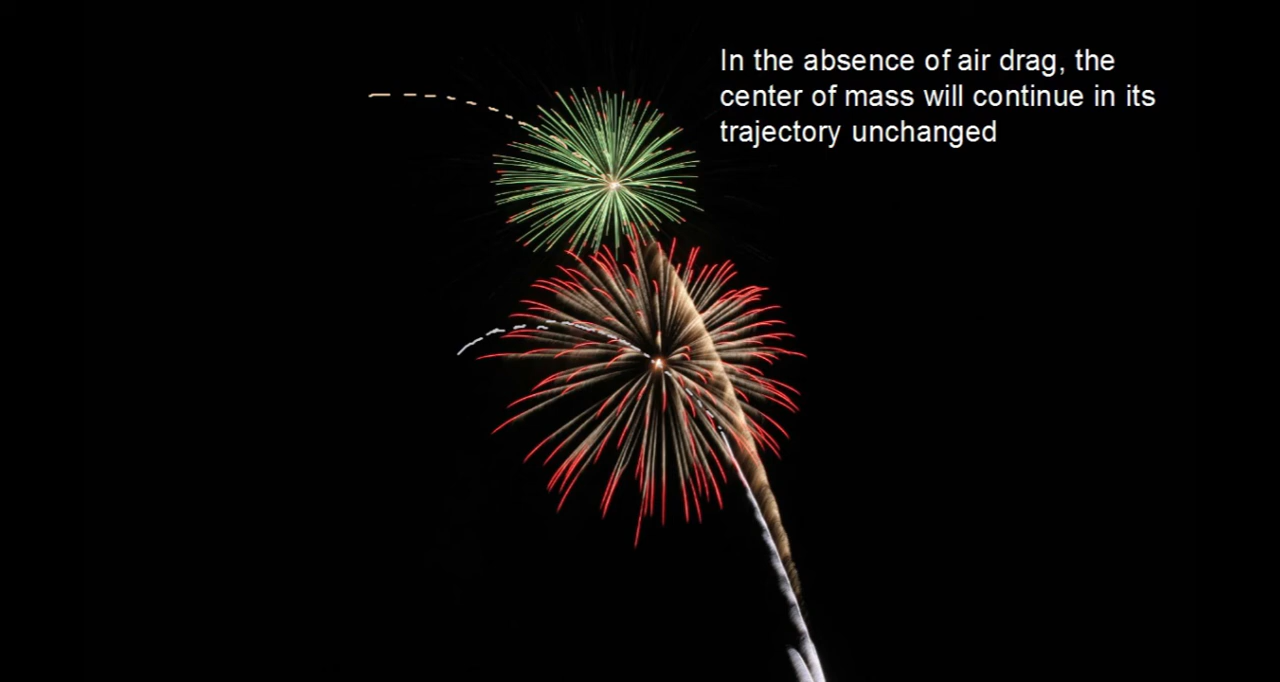 In the absence of air drag, the
center of mass will continue in its
trajectory unchanged